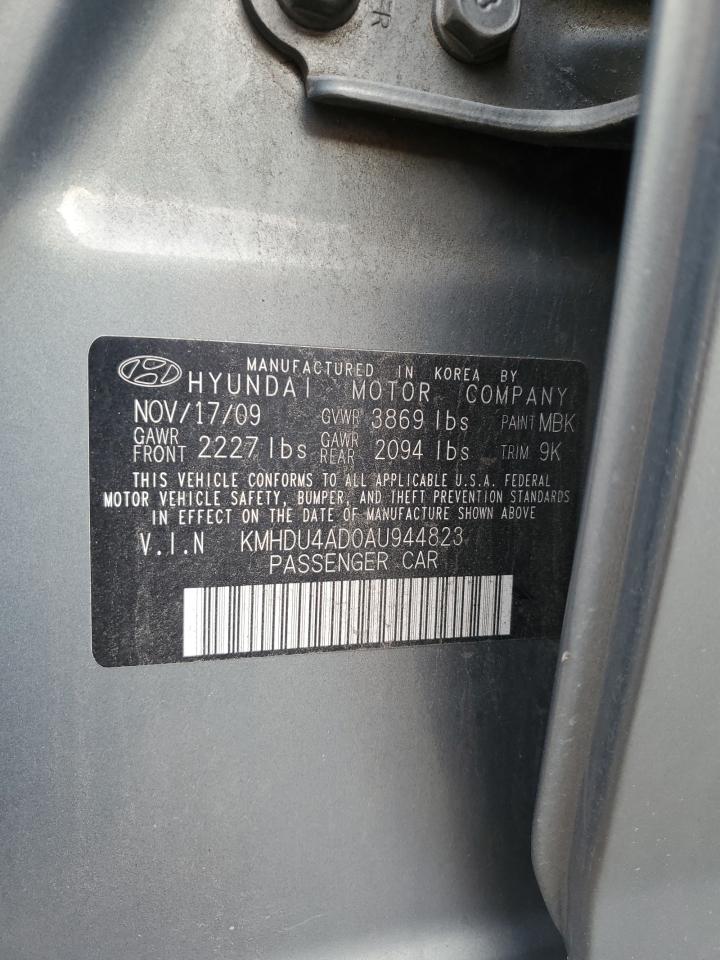 MANUFACTURED IN KOREA BY
HYUNDAI MOTOR COMPANY
NOV/17/09 GVWR 3869 lbs PAINT MBK
GAWR FRONT 2227 lbs GAWR REAR 2094 lbs TRIM 9K
THIS VEHICLE CONFORMS TO ALL APPLICABLE U.S.A. FEDERAL
MOTOR VEHICLE SAFETY, BUMPER, AND THEFT PREVENTION STANDARDS
IN EFFECT ON THE DATE OF MANUFACTURE SHOWN ABOVE
V.I.N KMHDU4AD0AU944823
PASSENGER CAR